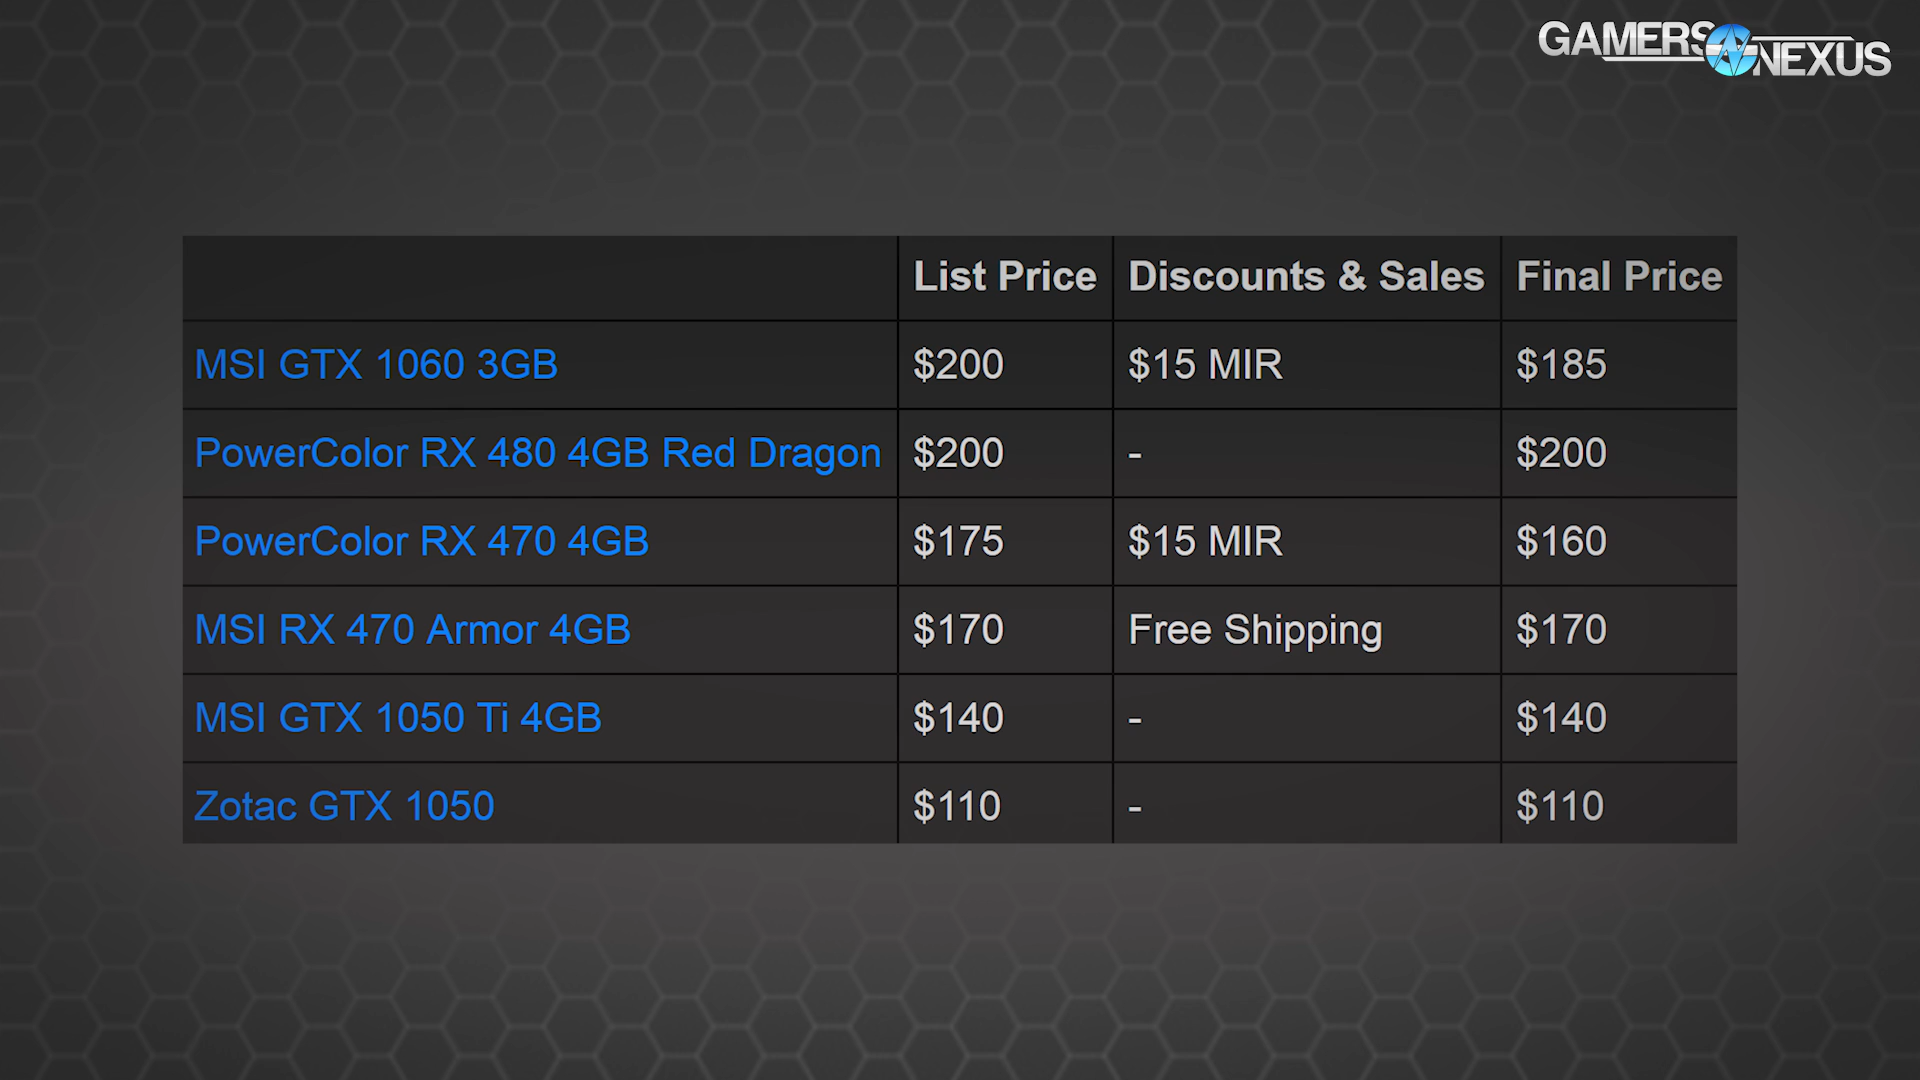 GAMERS NEXUS
List Price Discounts & Sales Final Price
MSI GTX 1060 3GB $200 $15 MIR $185
PowerColor RX 480 4GB Red Dragon $200 - $200
PowerColor RX 470 4GB $175 $15 MIR $160
MSI RX 470 Armor 4GB $170 Free Shipping $170
MSI GTX 1050 Ti 4GB $140 - $140
Zotac GTX 1050 $110 - $110